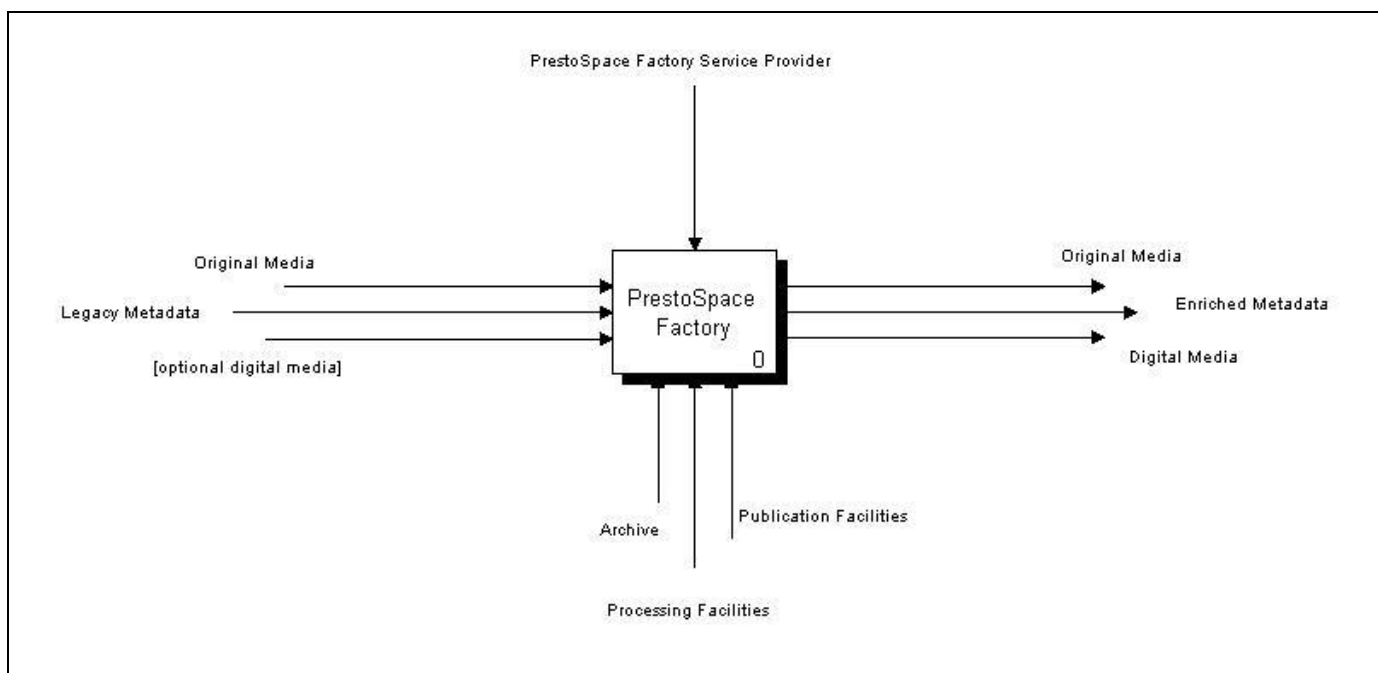 PrestoSpace Factory Service Provider
Original Media
Legacy Metadata
[optional digital media]
PrestoSpace
Factory
0
Original Media
Enriched Metadata
Digital Media
Archive
Publication Facilities
Processing Facilities